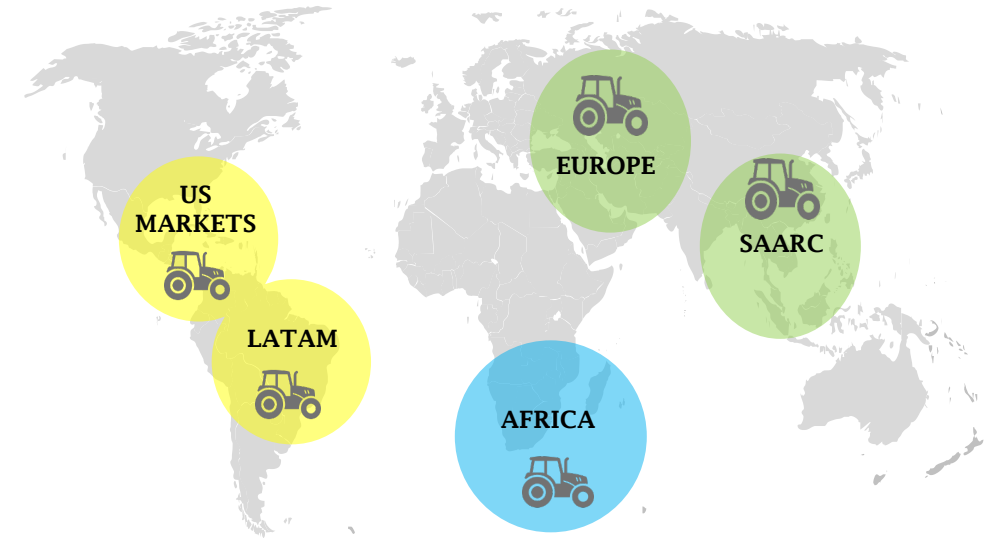 US
MARKETS
LATAM
EUROPE
SAARC
AFRICA